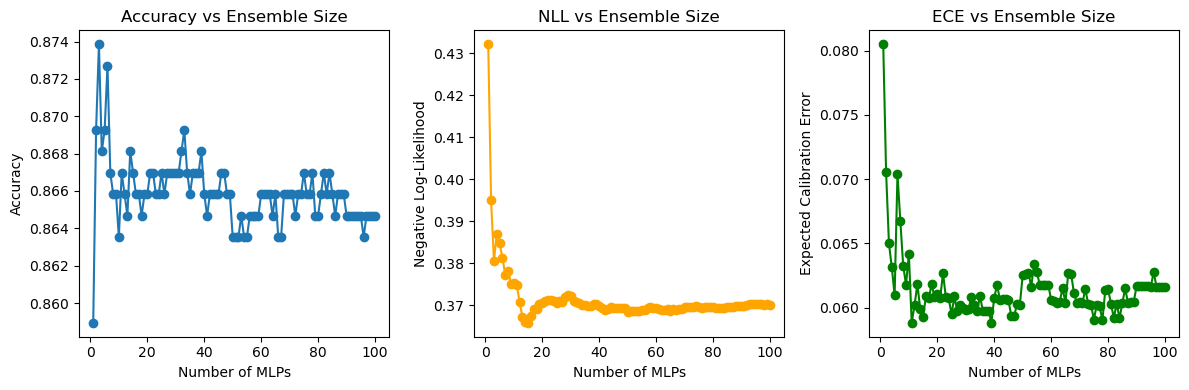 Accuracy vs Ensemble Size
0.874
0.872
0.870
0.868
0.866
0.864
0.862
0.860
Accuracy
0 20 40 60 80 100
Number of MLPs
NLL vs Ensemble Size
0.43
0.42
0.41
0.40
0.39
0.38
0.37
Negative Log-Likelihood
0 20 40 60 80 100
Number of MLPs
ECE vs Ensemble Size
0.080
0.075
0.070
0.065
0.060
Expected Calibration Error
0 20 40 60 80 100
Number of MLPs